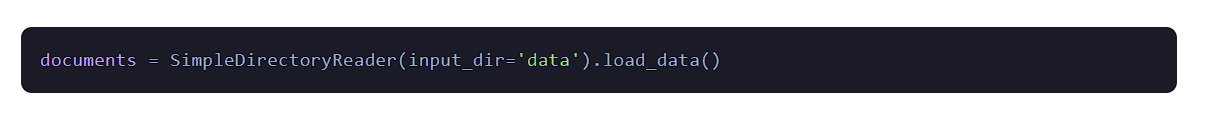 documents = SimpleDirectoryReader(input_dir='data').load_data()